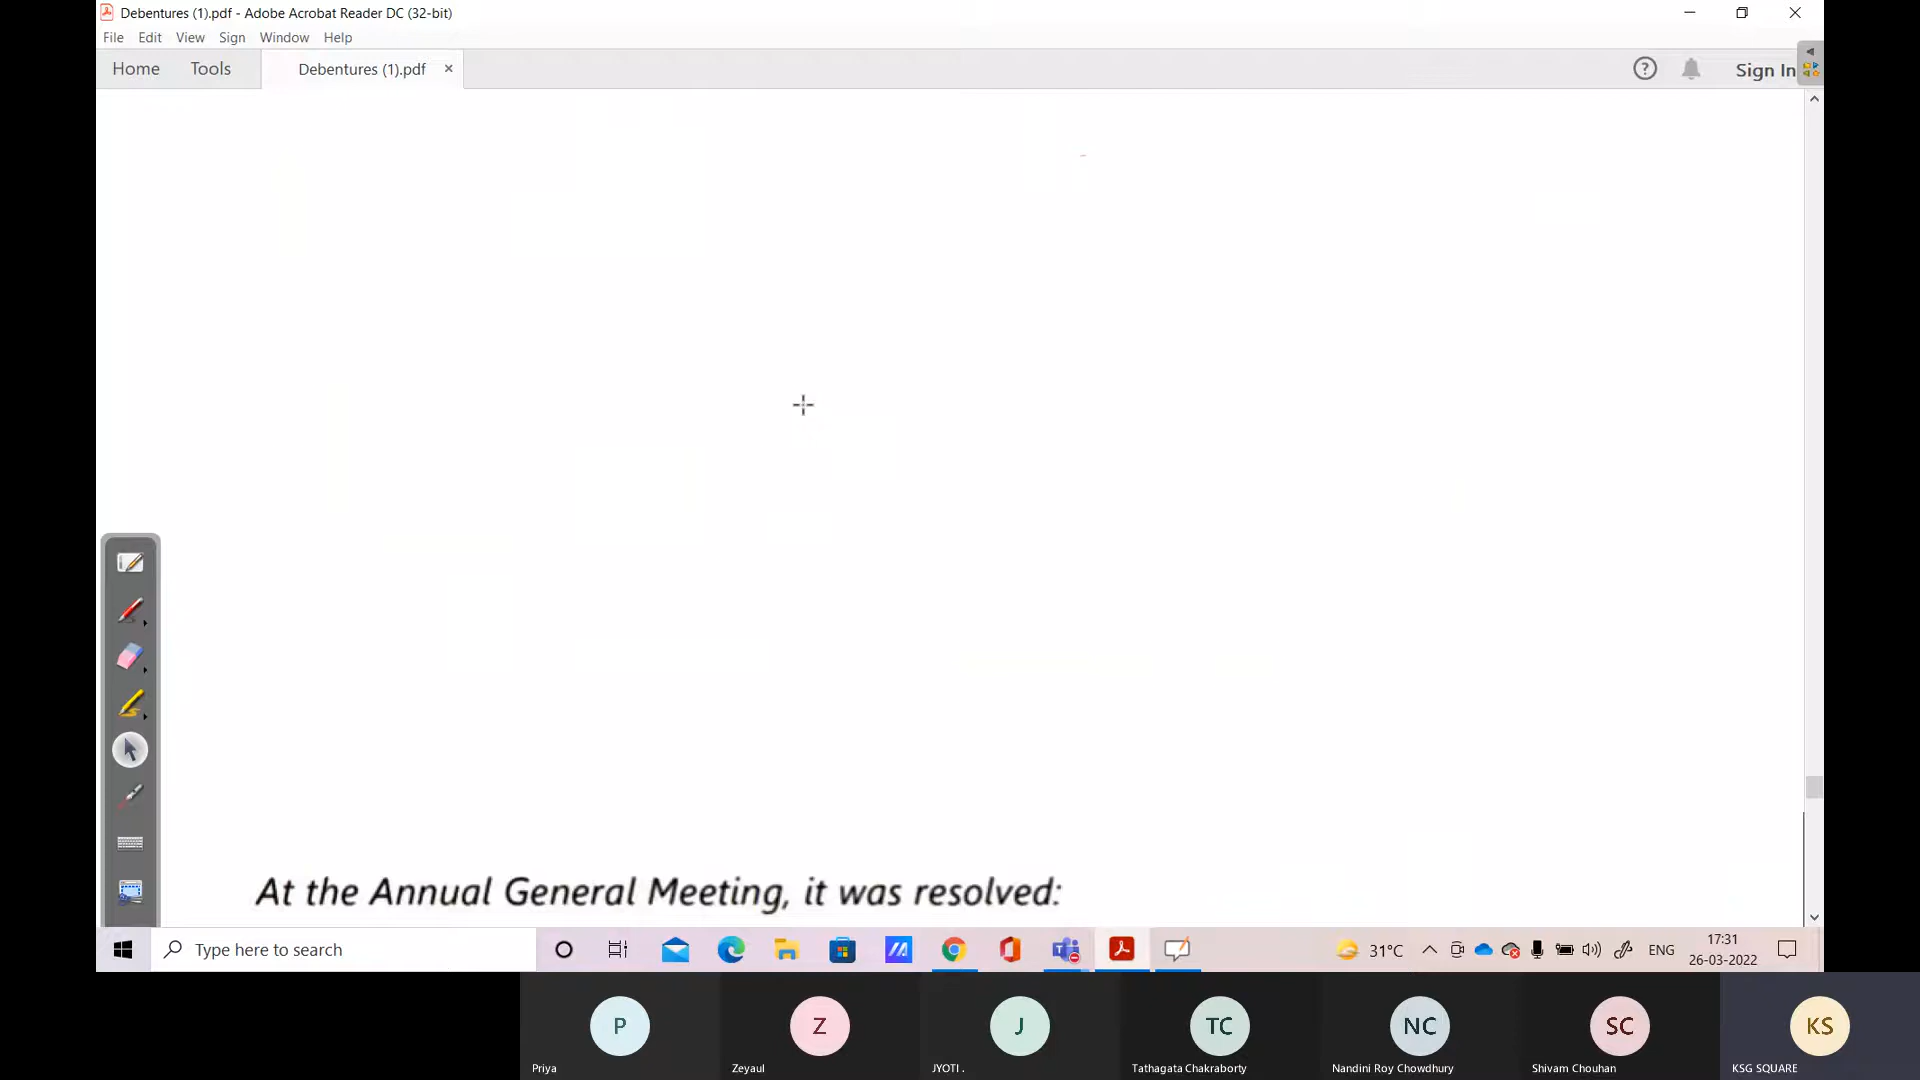 Debentures (1).pdf - Adobe Acrobat Reader DC (32-bit)
File Edit View Sign Window Help
Home Tools Debentures (1).pdf × Sign In
At the Annual General Meeting, it was resolved:
Type here to search 31°C ENG 17:31
26-03-2022
P Z J TC NC SC KS
Priya Zeyaul JYOTI . Tathagata Chakraborty Nandini Roy Chowdhury Shivam Chouhan KSG SQUARE